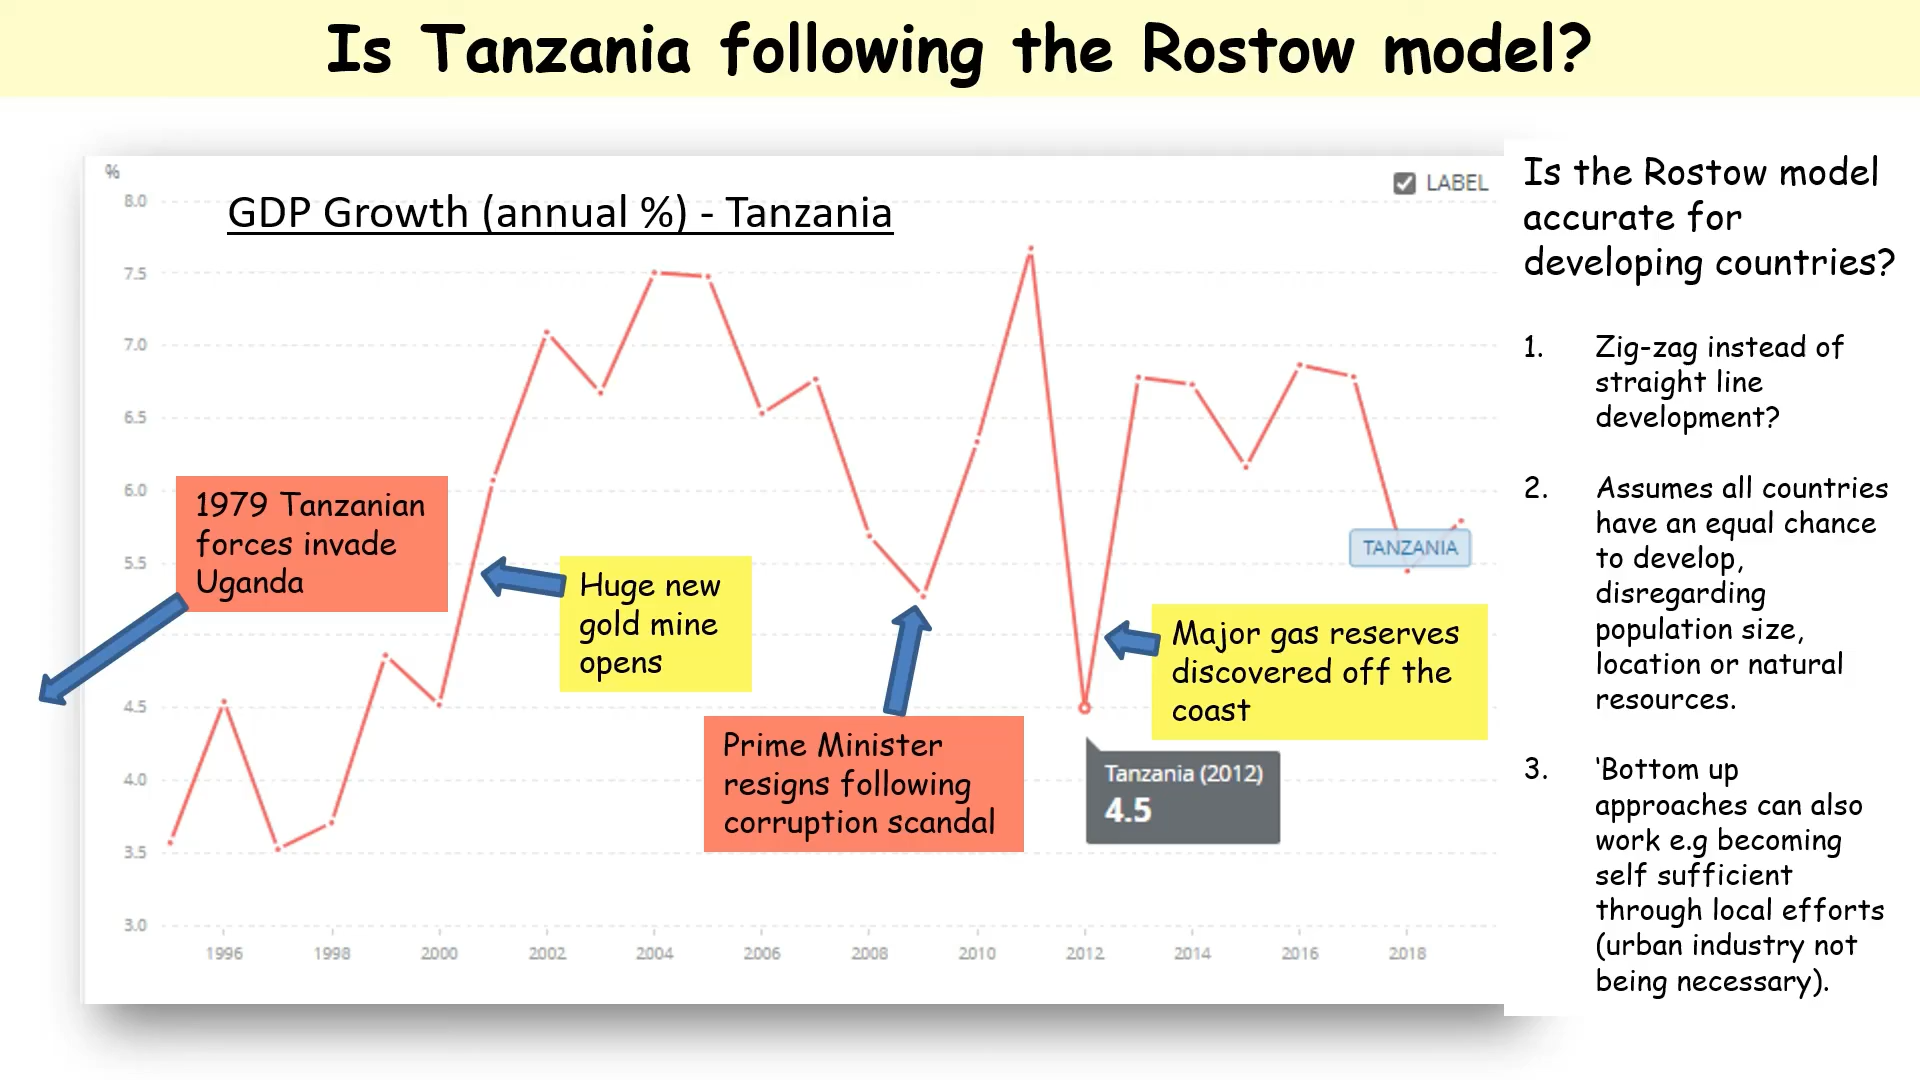 Is Tanzania following the Rostow model?
%
LABEL
GDP Growth (annual %) - Tanzania
8.0
7.5
7.0
6.5
6.0
5.5
4.5
4.0
3.5
3.0
1996 1998 2000 2002 2004 2006 2008 2010 2012 2014 2016 2018
1979 Tanzanian
forces invade
Uganda
Huge new
gold mine
opens
Prime Minister
resigns following
corruption scandal
Major gas reserves
discovered off the
coast
TANZANIA
Tanzania (2012)
4.5
Is the Rostow model
accurate for
developing countries?
1. Zig-zag instead of
straight line
development?
2. Assumes all countries
have an equal chance
to develop,
disregarding
population size,
location or natural
resources.
3. ‘Bottom up
approaches can also
work e.g becoming
self sufficient
through local efforts
(urban industry not
being necessary).